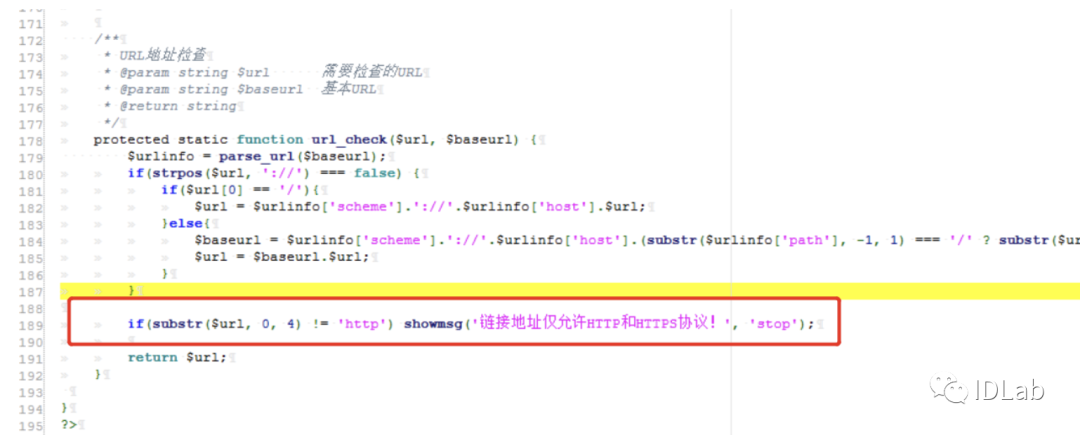 171
172 /**
173 * URL地址检查
174 * @param string $url 需要检查的URL
175 * @param string $baseurl 基本URL
176 * @return string
177 */
178 protected static function url_check($url, $baseurl) {
179 $urlinfo = parse_url($baseurl);
180 if(strpos($url, '://') === false) {
181 if($url[0] == '/'){
182 $url = $urlinfo['scheme'].'://'.$urlinfo['host'].$url;
183 }else{
184 $baseurl = $urlinfo['scheme'].'://'.$urlinfo['host'].(substr($urlinfo['path'], -1, 1) === '/' ? substr($ur
185 $url = $baseurl.$url;
186 }
187 }
188
189 if(substr($url, 0, 4) != 'http') showmsg('链接地址仅允许HTTP和HTTPS协议！', 'stop');
190
191 return $url;
192 }
193
194 }
195 ?>
IDLab